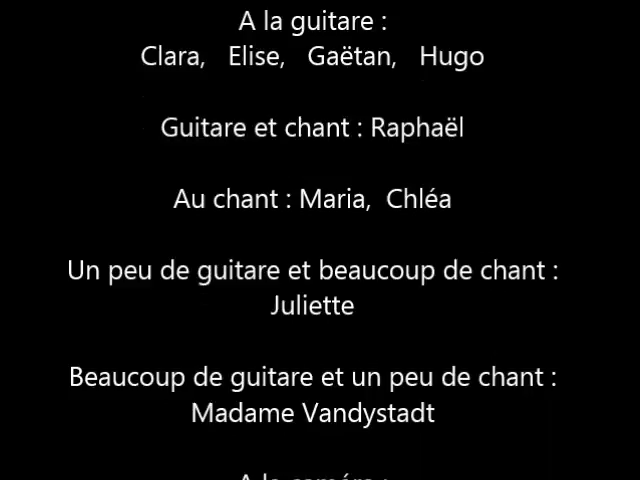 A la guitare :
Clara, Elise, Gaëtan, Hugo
Guitare et chant : Raphaël
Au chant : Maria, Chléa
Un peu de guitare et beaucoup de chant :
Juliette
Beaucoup de guitare et un peu de chant :
Madame Vandystadt
A la